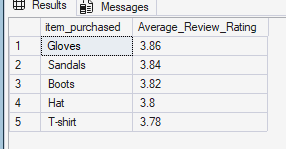 Results Messages
item_purchased Average_Review_Rating
1 Gloves 3.86
2 Sandals 3.84
3 Boots 3.82
4 Hat 3.8
5 T-shirt 3.78